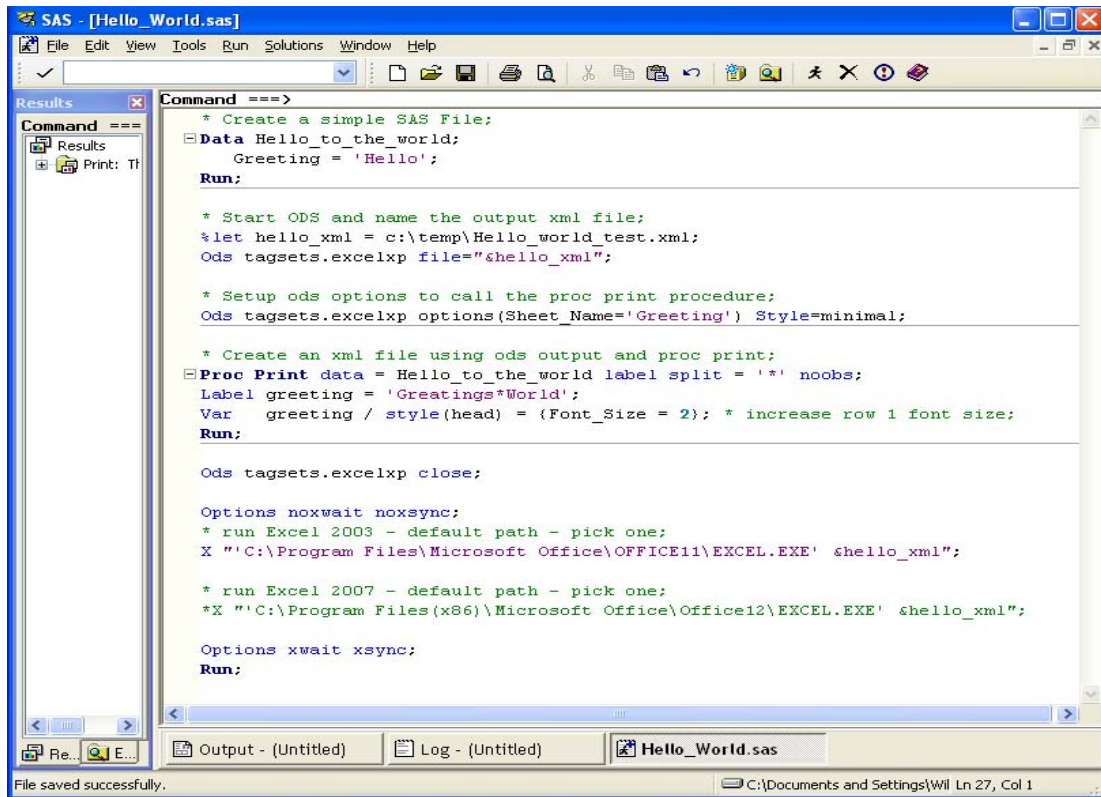 SAS - [Hello_World.sas]
File Edit View Tools Run Solutions Window Help
Results
Command ===>
Command ===
Results
Print: Th
* Create a simple SAS File;
Data Hello_to_the_world;
Greeting = 'Hello';
Run;
* Start ODS and name the output xml file;
%let hello_xml = c:\temp\Hello_world_test.xml;
Ods tagsets.excelxp file="&hello_xml";
* Setup ods options to call the proc print procedure;
Ods tagsets.excelxp options(Sheet_Name='Greeting') Style=minimal;
* Create an xml file using ods output and proc print;
Proc Print data = Hello_to_the_world label split = '*' noobs;
Label greeting = 'Greatings*World';
Var greeting / style(head) = {Font_Size = 2}; * increase row 1 font size;
Run;
Ods tagsets.excelxp close;
Options noxwait noxsync;
* run Excel 2003 - default path - pick one;
X "'C:\Program Files\Microsoft Office\OFFICE11\EXCEL.EXE' &hello_xml";
* run Excel 2007 - default path - pick one;
*X "'C:\Program Files(x86)\Microsoft Office\Office12\EXCEL.EXE' &hello_xml";
Options xwait xsync;
Run;
Re... E...
Output - (Untitled) Log - (Untitled) Hello_World.sas
File saved successfully. C:\Documents and Settings\Wil Ln 27, Col 1